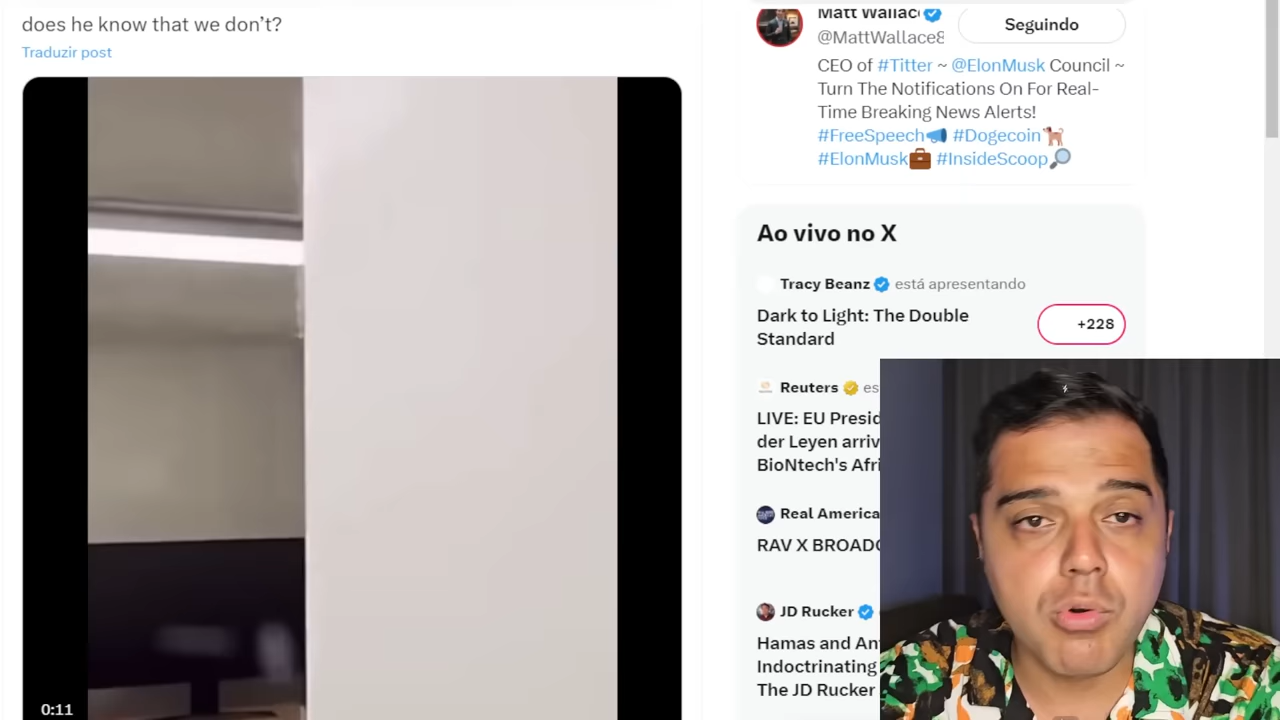 does he know that we don’t?
Traduzir post
0:11
Matt Wallace
@MattWallace8
Seguindo
CEO of #Titter ~ @ElonMusk Council ~
Turn The Notifications On For Real-
Time Breaking News Alerts!
#FreeSpeech📣 #Dogecoin🐕
#ElonMusk💼 #InsideScoop🔎
Ao vivo no X
Tracy Beanz está apresentando
Dark to Light: The Double
Standard
+228
Reuters es
LIVE: EU Presid
der Leyen arriv
BioNtech's Afri
Real America
RAV X BROADC
JD Rucker
Hamas and Ant
Indoctrinating
The JD Rucker